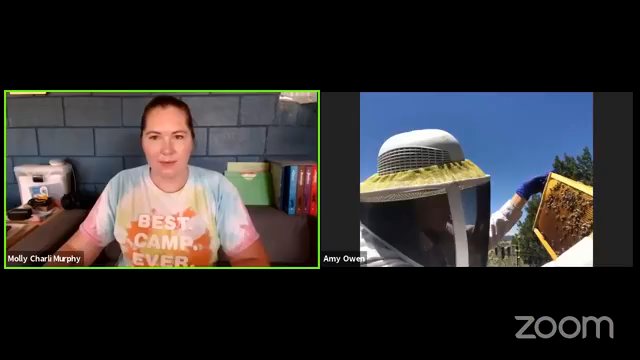 BEST.
CAMP.
EVER.
Molly Charli Murphy
Amy Owen
zoom